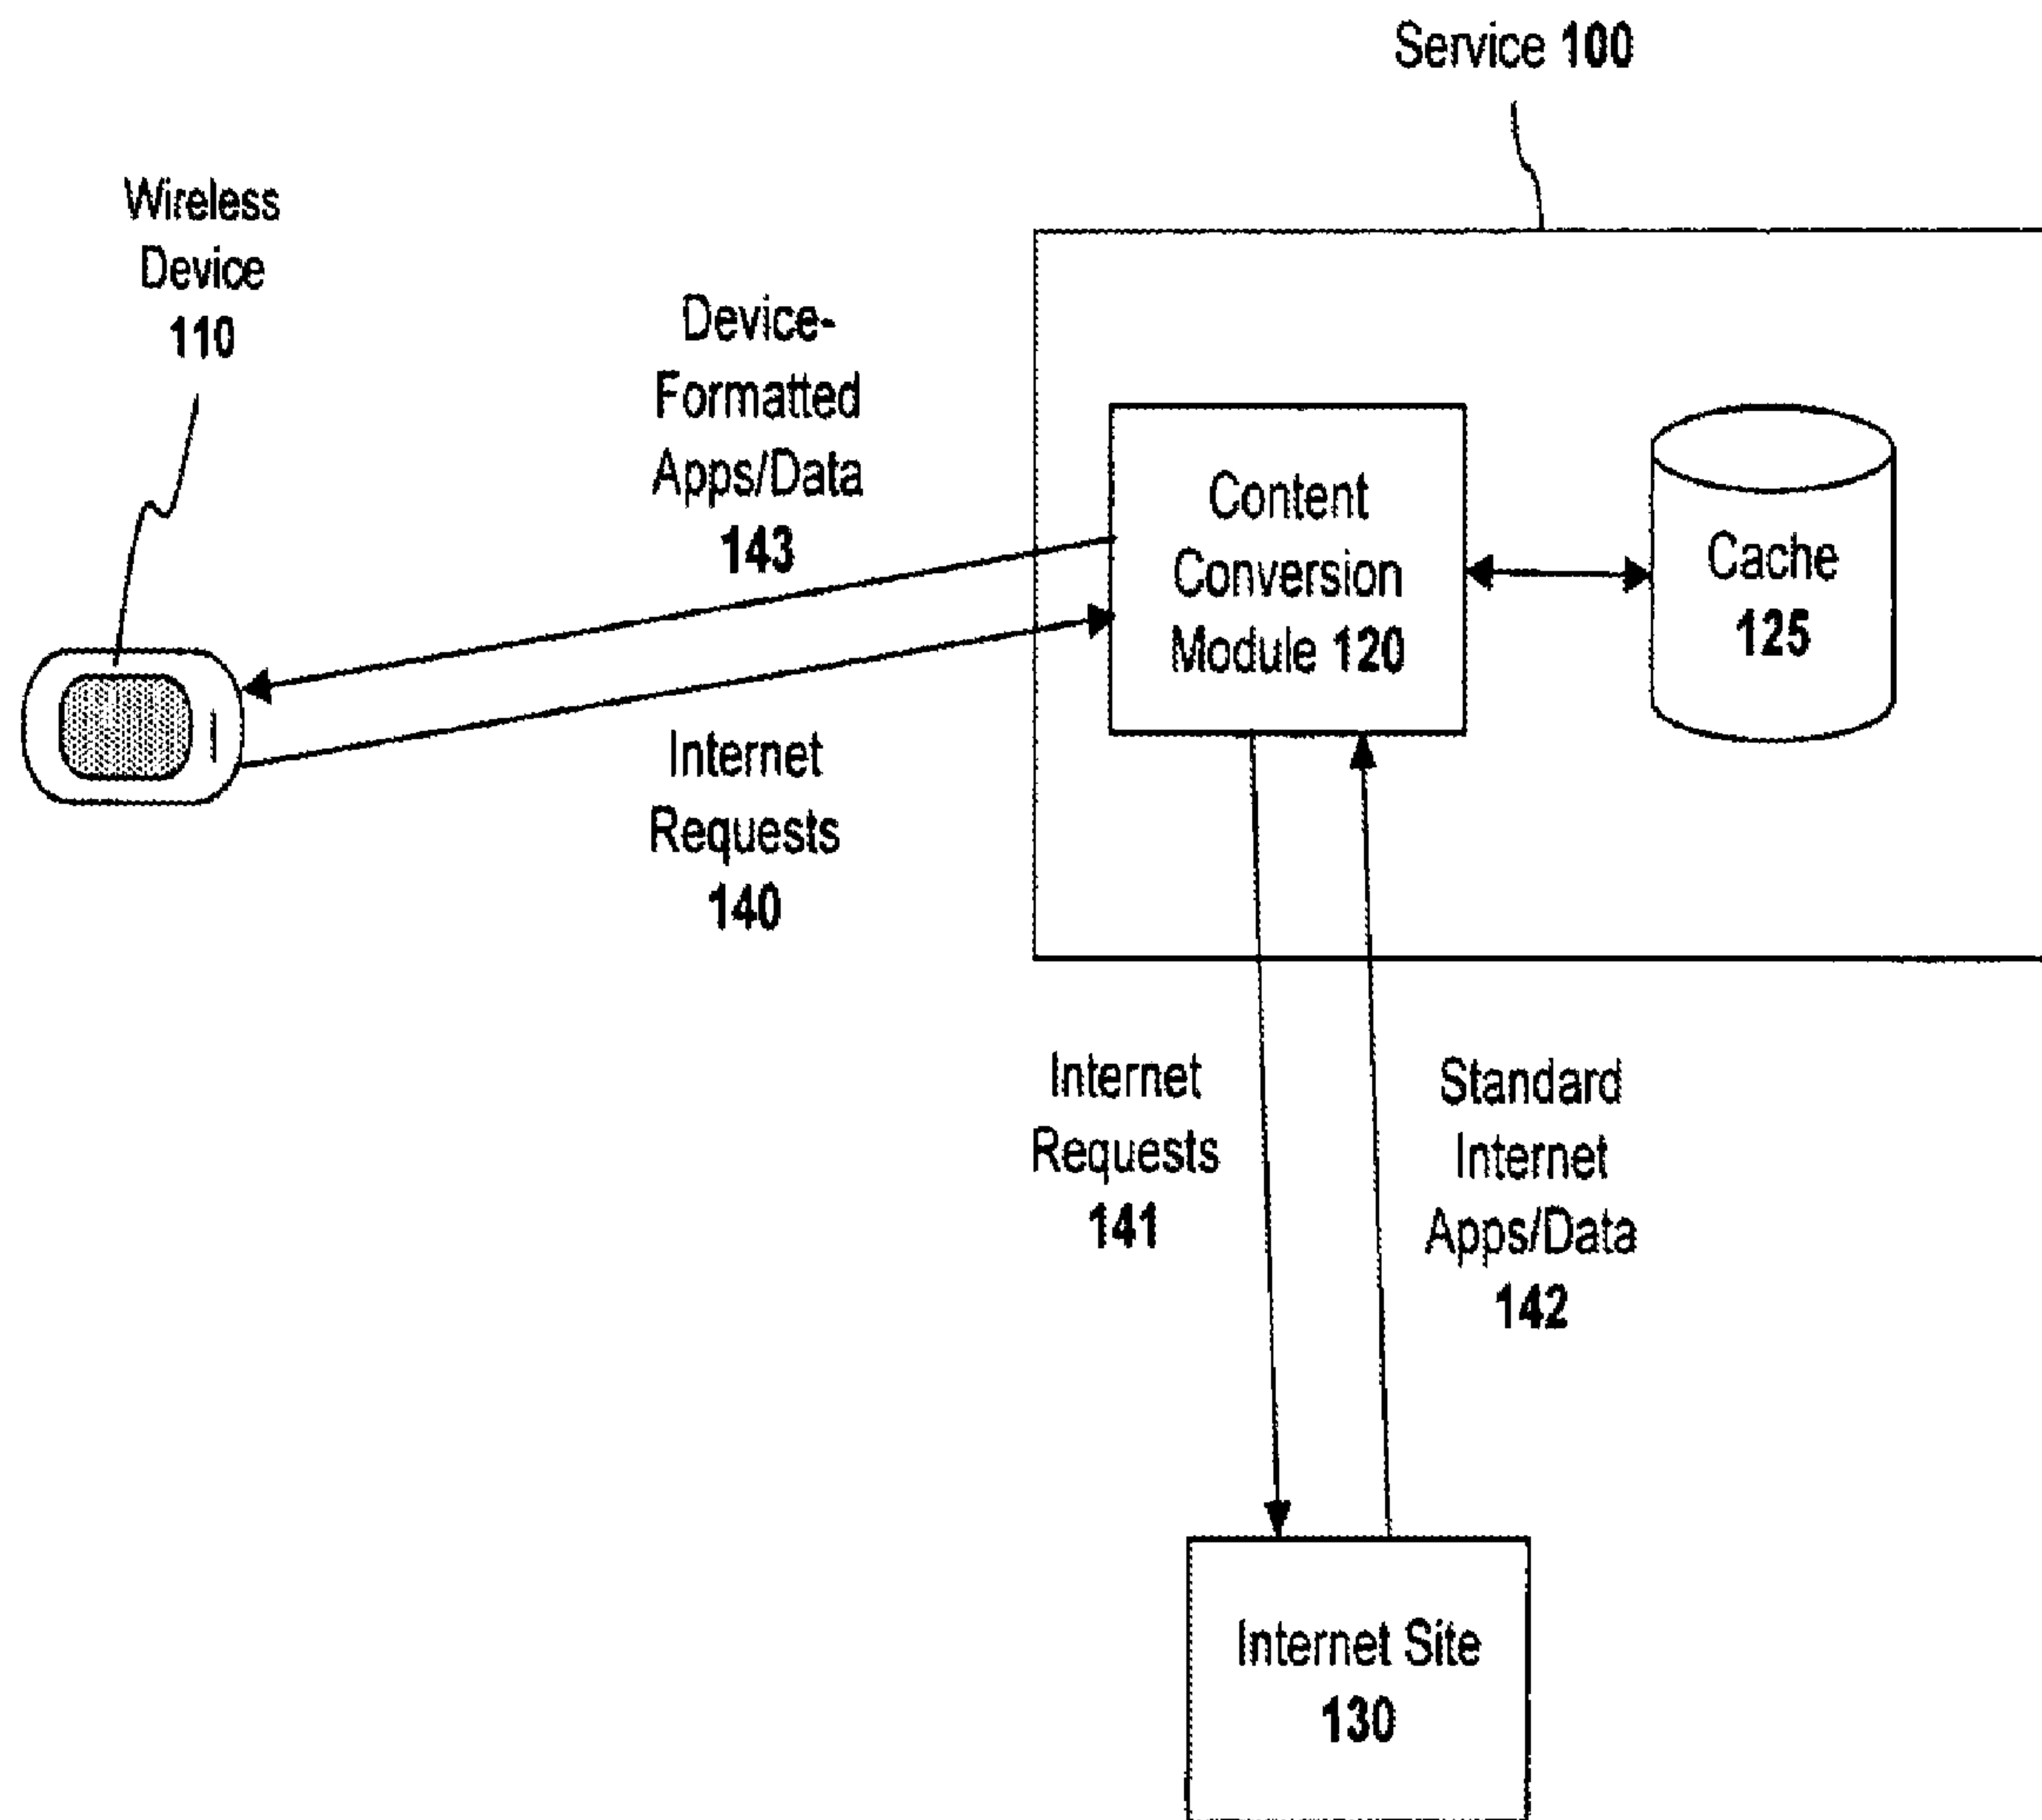 Service 100
Wireless
Device
110
Device-
Formatted
Apps/Data
143
Content
Conversion
Module 120
Cache
125
Internet
Requests
140
Internet
Requests
141
Standard
Internet
Apps/Data
142
Internet Site
130